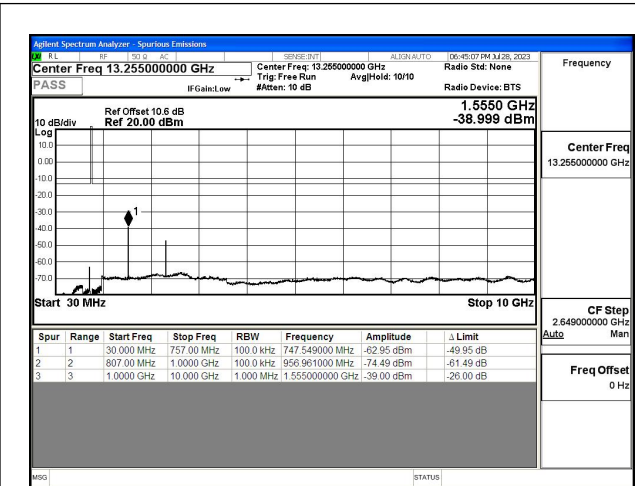 Agilent Spectrum Analyzer - Spurious Emissions
RL RF 50 Ω AC SENSE:INT ALIGN AUTO 06:45:07 PM Jul 28, 2023
Center Freq 13.255000000 GHz
Center Freq: 13.255000000 GHz
Radio Std: None
Trig: Free Run Avg|Hold: 10/10
PASS IFGain:Low #Atten: 10 dB Radio Device: BTS
Frequency
1.5550 GHz
Ref Offset 10.6 dB
-38.999 dBm
10 dB/div Ref 20.00 dBm
Log
10.0
0.00
-10.0
-20.0
-30.0
1
-40.0
-50.0
-60.0
-70.0
Start 30 MHz Stop 10 GHz
Spur Range Start Freq Stop Freq RBW Frequency Amplitude Δ Limit
1 1 30.000 MHz 757.00 MHz 100.0 kHz 747.549000 MHz -62.95 dBm -49.95 dB
2 2 807.00 MHz 1.0000 GHz 100.0 kHz 956.961000 MHz -74.49 dBm -61.49 dB
3 3 1.0000 GHz 10.000 GHz 1.000 MHz 1.555000000 GHz -39.00 dBm -26.00 dB
Center Freq
13.255000000 GHz
CF Step
2.649000000 GHz
Auto Man
Freq Offset
0 Hz
MSG STATUS